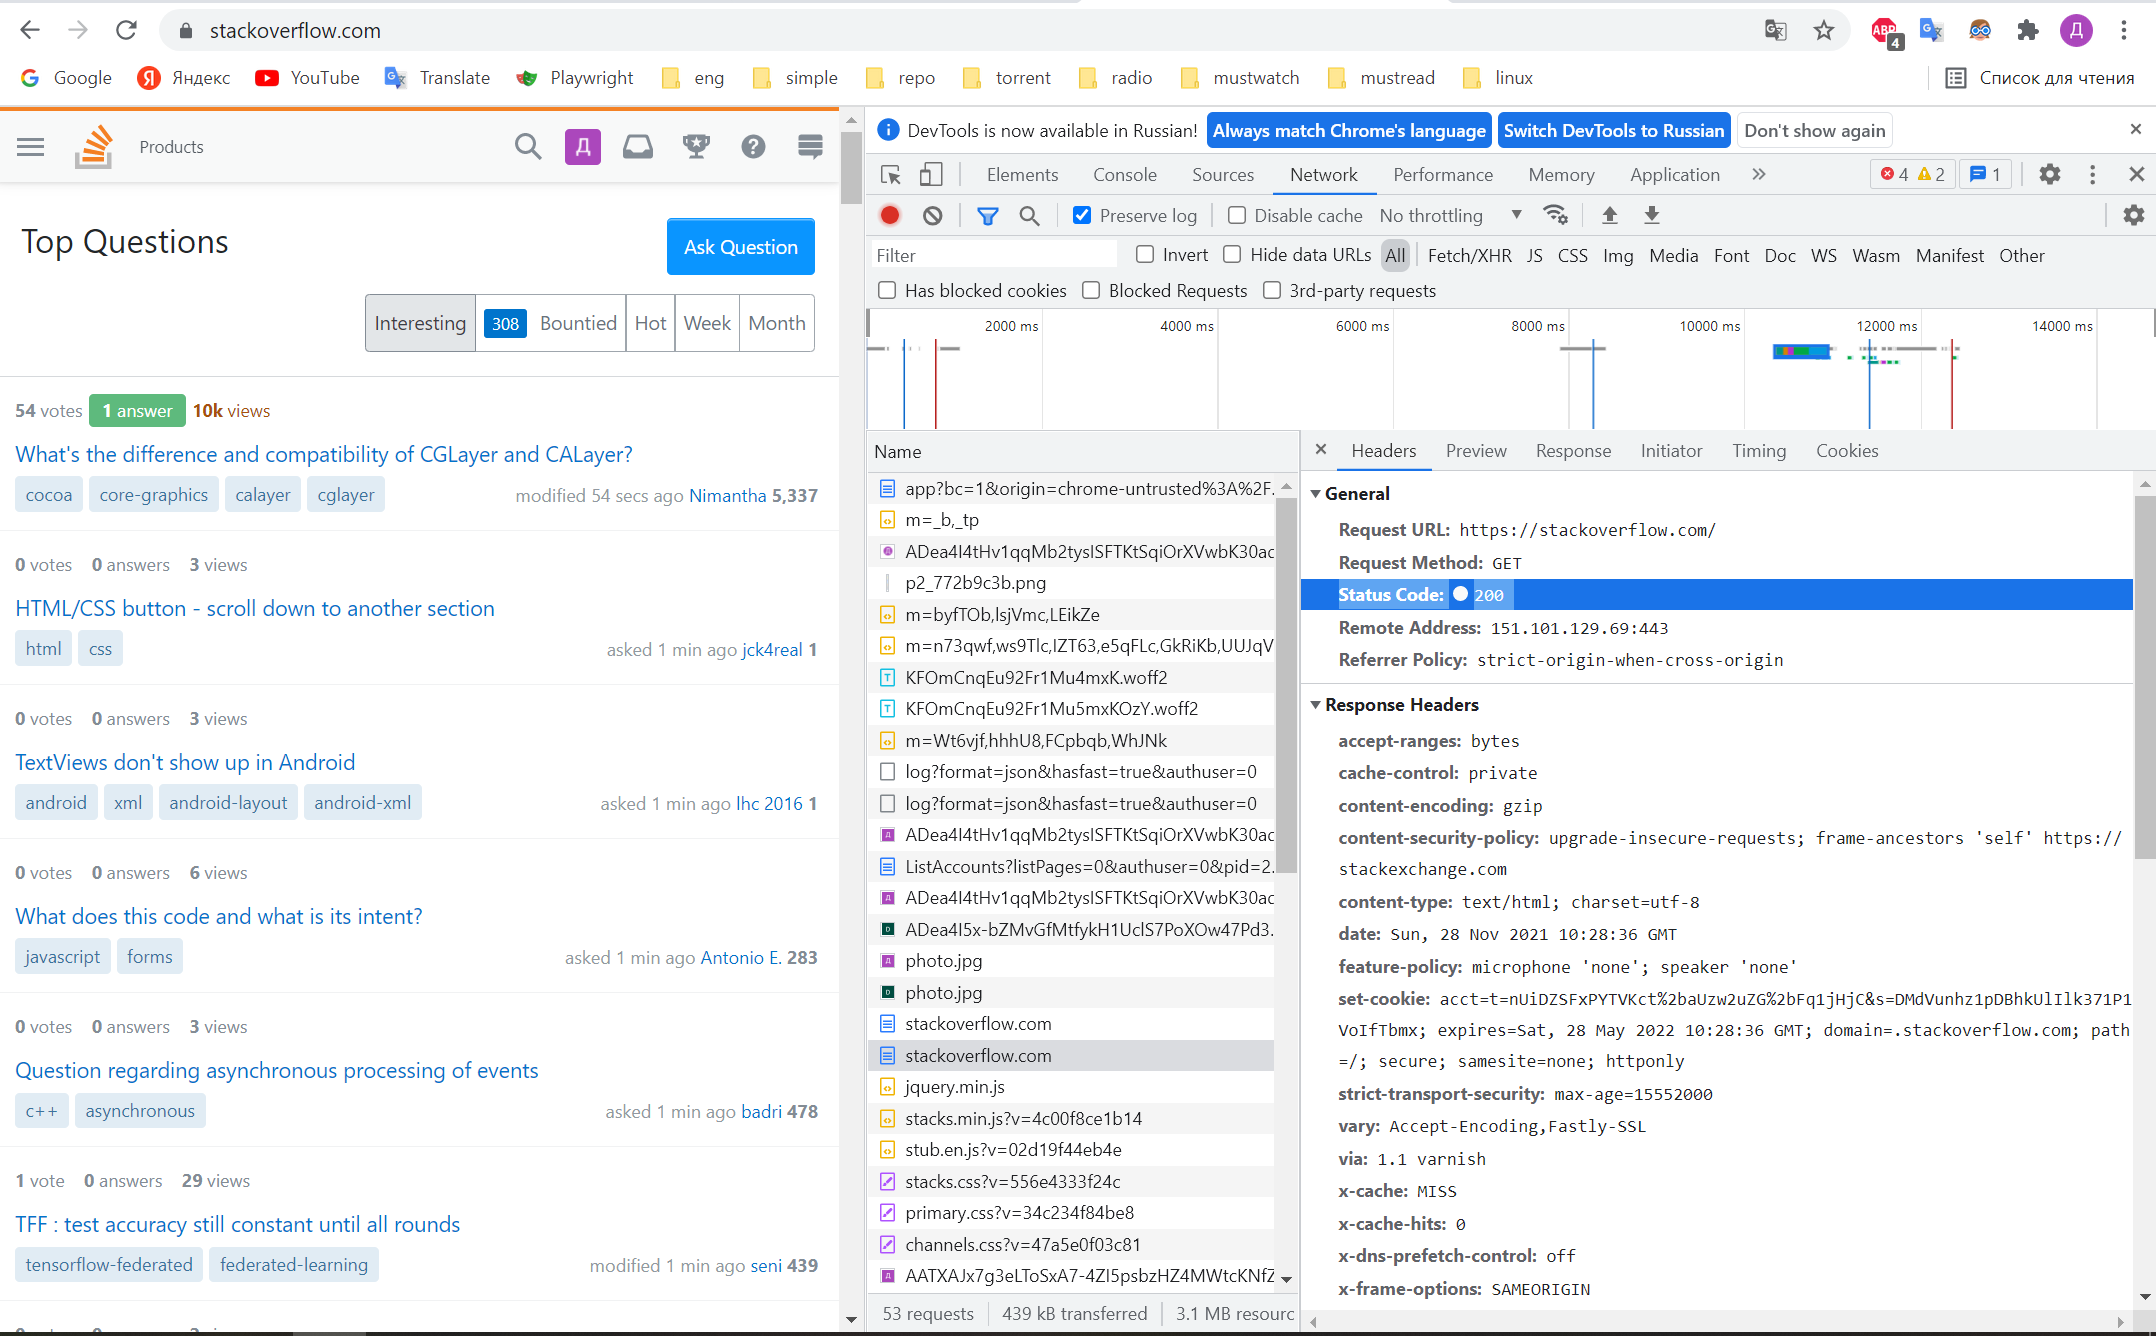 stackoverflow.com
ABP 4 Д
Google Яндекс YouTube Translate Playwright eng simple repo torrent radio mustwatch mustread linux Список для чтения
Products Д
Top Questions
Ask Question
Interesting 308 Bountied Hot Week Month
54 votes 1 answer 10k views
What's the difference and compatibility of CGLayer and CALayer?
cocoa core-graphics calayer cglayer modified 54 secs ago Nimantha 5,337
0 votes 0 answers 3 views
HTML/CSS button - scroll down to another section
html css asked 1 min ago jck4real 1
0 votes 0 answers 3 views
TextViews don't show up in Android
android xml android-layout android-xml asked 1 min ago lhc 2016 1
0 votes 0 answers 6 views
What does this code and what is its intent?
javascript forms asked 1 min ago Antonio E. 283
0 votes 0 answers 3 views
Question regarding asynchronous processing of events
c++ asynchronous asked 1 min ago badri 478
1 vote 0 answers 29 views
TFF : test accuracy still constant until all rounds
tensorflow-federated federated-learning modified 1 min ago seni 439
DevTools is now available in Russian! Always match Chrome's language Switch DevTools to Russian Don't show again
Elements Console Sources Network Performance Memory Application 4 2 1
Preserve log Disable cache No throttling
Filter Invert Hide data URLs All Fetch/XHR JS CSS Img Media Font Doc WS Wasm Manifest Other
Has blocked cookies Blocked Requests 3rd-party requests
2000 ms 4000 ms 6000 ms 8000 ms 10000 ms 12000 ms 14000 ms
Name
app?bc=1&origin=chrome-untrusted%3A%2F.
m=_b,_tp
ADea4I4tHv1qqMb2tysISFTKtSqiOrXVwbK30ac
p2_772b9c3b.png
m=byfTOb,lsjVmc,LEikZe
m=n73qwf,ws9Tlc,IZT63,e5qFLc,GkRiKb,UUJqV
KFOmCnqEu92Fr1Mu4mxK.woff2
KFOmCnqEu92Fr1Mu5mxKOzY.woff2
m=Wt6vjf,hhhU8,FCpbqb,WhJNk
log?format=json&hasfast=true&authuser=0
log?format=json&hasfast=true&authuser=0
ADea4I4tHv1qqMb2tysISFTKtSqiOrXVwbK30ac
ListAccounts?listPages=0&authuser=0&pid=2.
ADea4I4tHv1qqMb2tysISFTKtSqiOrXVwbK30ac
ADea4I5x-bZMvGfMtfykH1UclS7PoXOw47Pd3.
photo.jpg
photo.jpg
stackoverflow.com
stackoverflow.com
jquery.min.js
stacks.min.js?v=4c00f8ce1b14
stub.en.js?v=02d19f44eb4e
stacks.css?v=556e4333f24c
primary.css?v=34c234f84be8
channels.css?v=47a5e0f03c81
AATXAJx7g3eLToSxA7-4ZI5psbzHZ4MWtcKNfZ
53 requests 439 kB transferred 3.1 MB resourc
Headers Preview Response Initiator Timing Cookies
General
Request URL: https://stackoverflow.com/
Request Method: GET
Status Code: 200
Remote Address: 151.101.129.69:443
Referrer Policy: strict-origin-when-cross-origin
Response Headers
accept-ranges: bytes
cache-control: private
content-encoding: gzip
content-security-policy: upgrade-insecure-requests; frame-ancestors 'self' https://
stackexchange.com
content-type: text/html; charset=utf-8
date: Sun, 28 Nov 2021 10:28:36 GMT
feature-policy: microphone 'none'; speaker 'none'
set-cookie: acct=t=nUiDZSFxPYTVKct%2baUzw2uZG%2bFq1jHjC&s=DMdVunhz1pDBhkUlIlk371P1
VoIfTbmx; expires=Sat, 28 May 2022 10:28:36 GMT; domain=.stackoverflow.com; path
=/; secure; samesite=none; httponly
strict-transport-security: max-age=15552000
vary: Accept-Encoding,Fastly-SSL
via: 1.1 varnish
x-cache: MISS
x-cache-hits: 0
x-dns-prefetch-control: off
x-frame-options: SAMEORIGIN